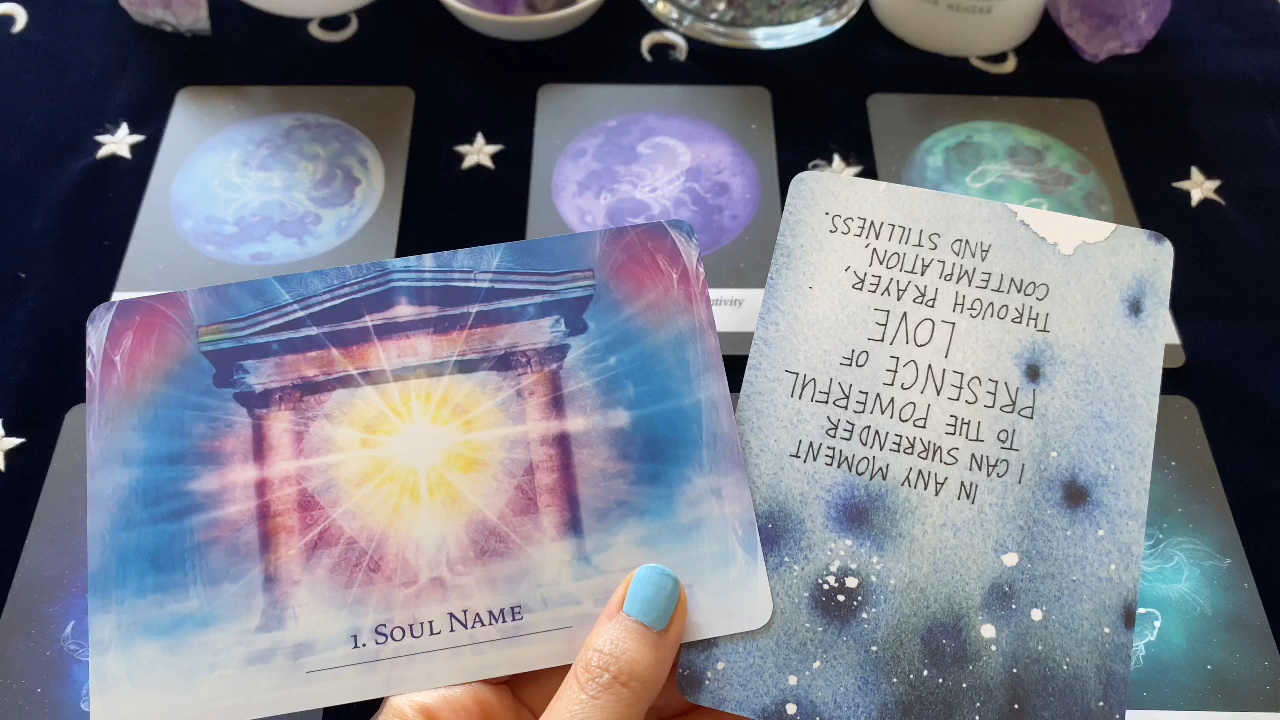 1. Soul Name
IN ANY MOMENT
I CAN SURRENDER
TO THE POWERFUL
PRESENCE OF
LOVE
THROUGH PRAYER,
CONTEMPLATION,
AND STILLNESS.